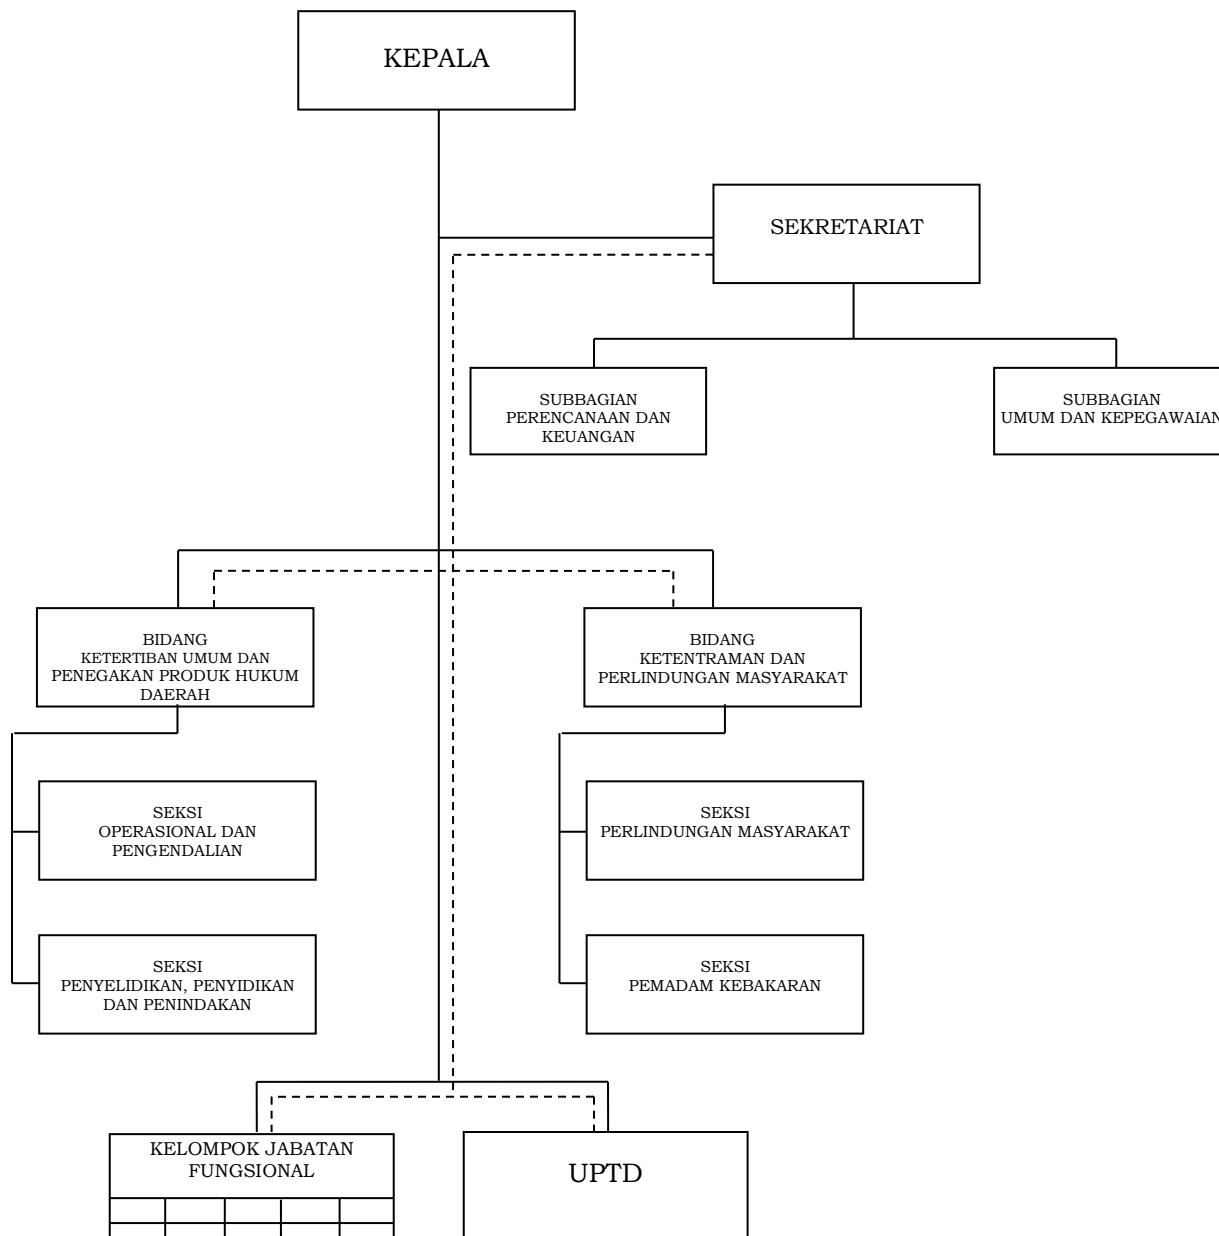 KEPALA
SEKRETARIAT
SUBBAGIAN
PERENCANAAN DAN
KEUANGAN
SUBBAGIAN
UMUM DAN KEPEGAWAIAN
BIDANG
KETERTIBAN UMUM DAN
PENEGAKAN PRODUK HUKUM
DAERAH
BIDANG
KETENTRAMAN DAN
PERLINDUNGAN MASYARAKAT
SEKSI
OPERASIONAL DAN
PENGENDALIAN
SEKSI
PERLINDUNGAN MASYARAKAT
SEKSI
PENYELIDIKAN, PENYIDIKAN
DAN PENINDAKAN
SEKSI
PEMADAM KEBAKARAN
KELOMPOK JABATAN
FUNGSIONAL
UPTD